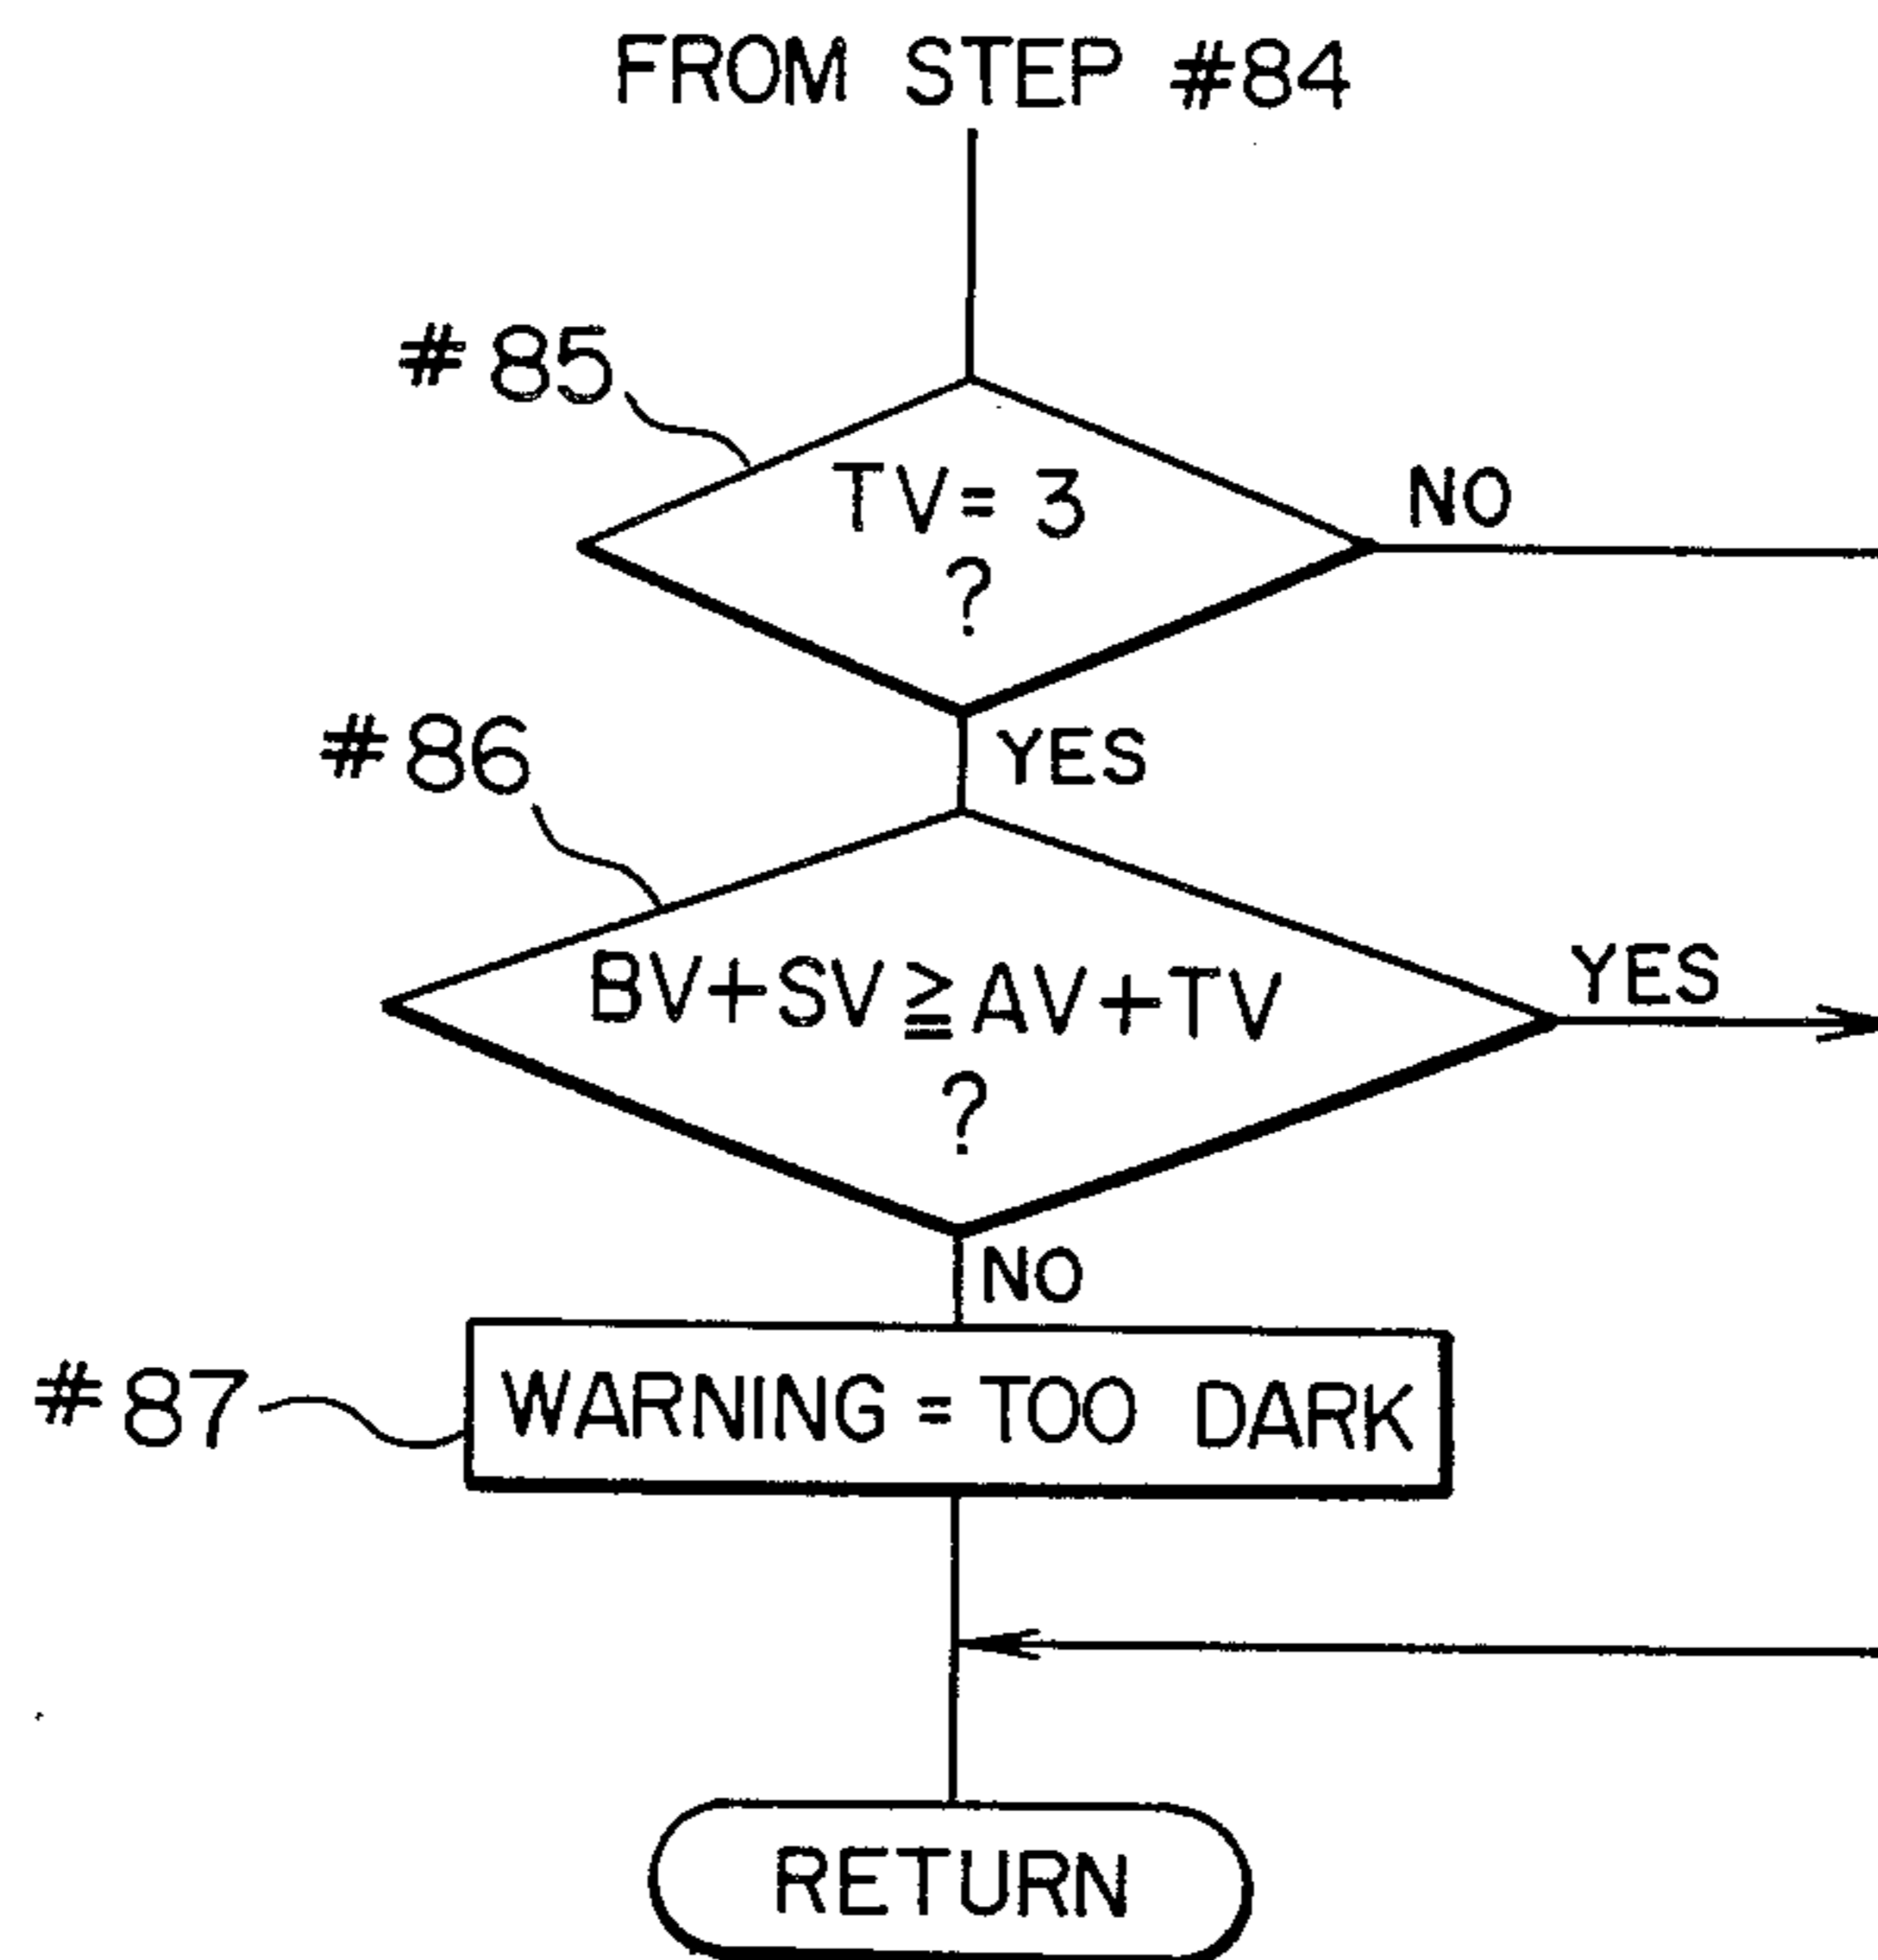 FROM STEP #84
#85
TV= 3
?
NO
YES
#86
BV+SV≧AV+TV
?
YES
NO
#87
WARNING = TOO DARK
RETURN